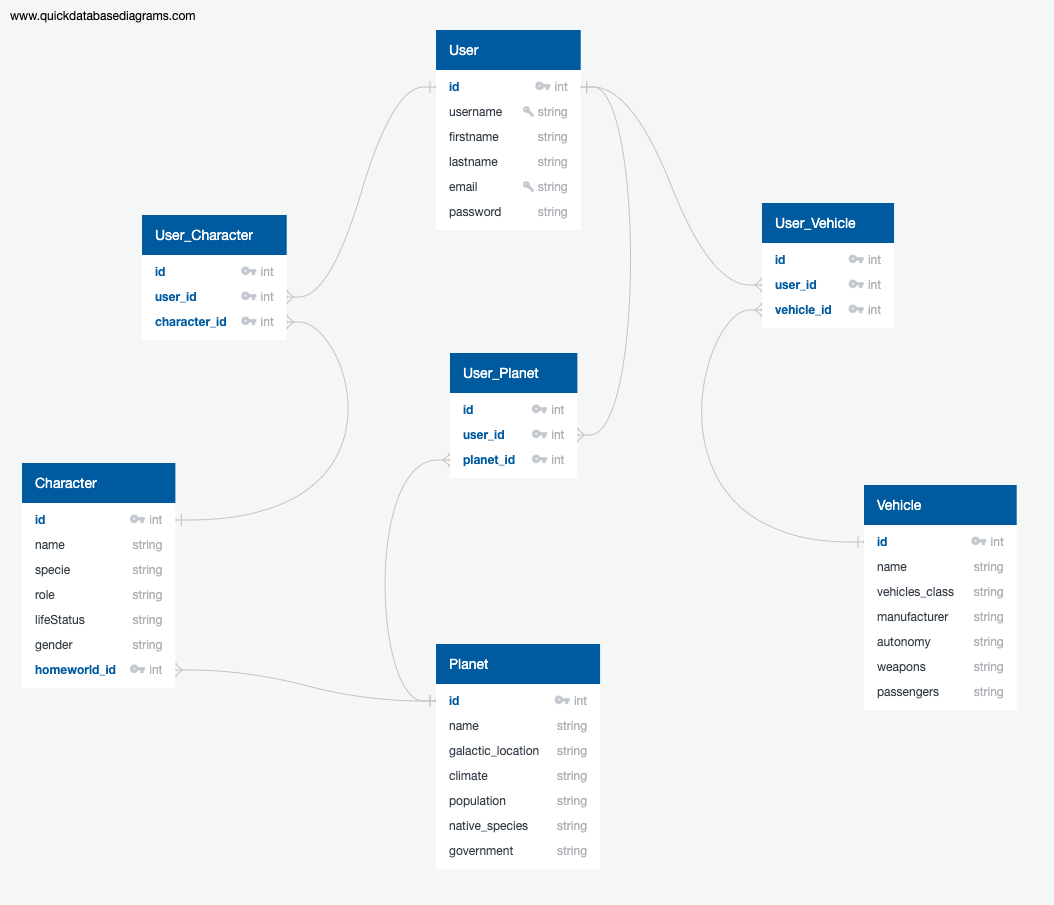 www.quickdatabasediagrams.com
User
id int
username string
firstname string
lastname string
email string
password string
User_Character
id int
user_id int
character_id int
User_Vehicle
id int
user_id int
vehicle_id int
User_Planet
id int
user_id int
planet_id int
Character
id int
name string
specie string
role string
lifeStatus string
gender string
homeworld_id int
Vehicle
id int
name string
vehicles_class string
manufacturer string
autonomy string
weapons string
passengers string
Planet
id int
name string
galactic_location string
climate string
population string
native_species string
government string